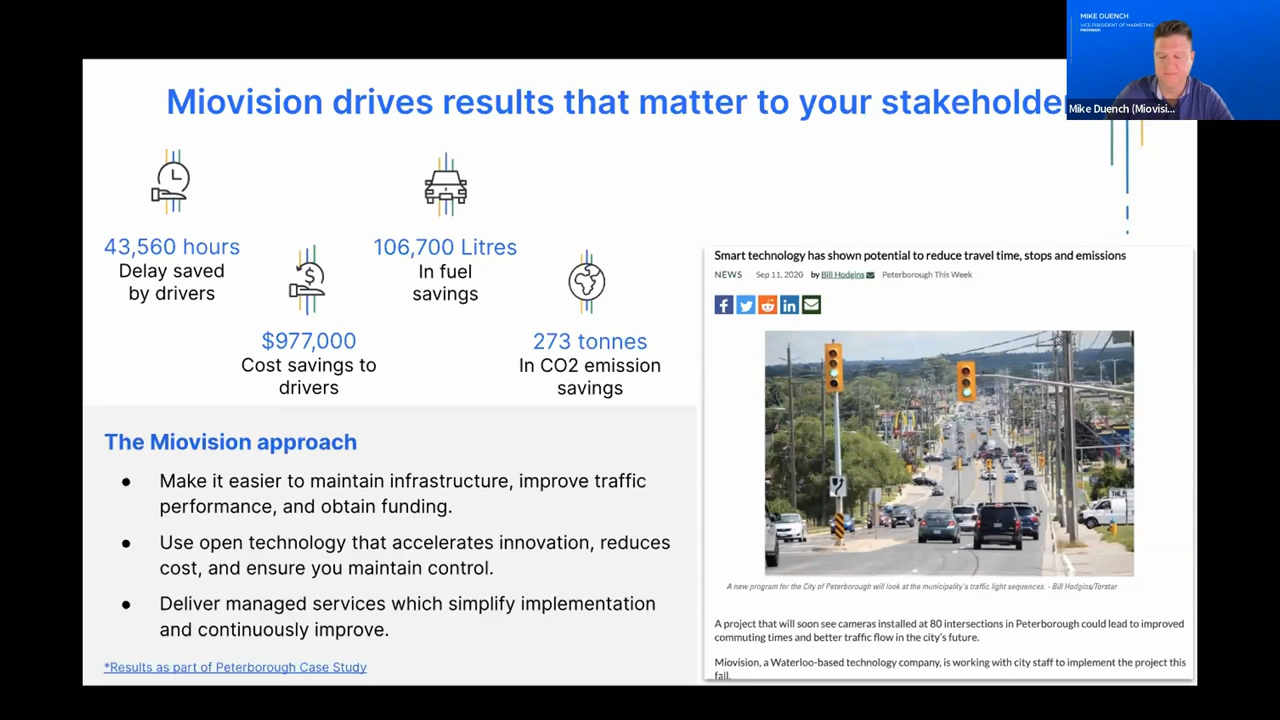 MIKE DUENCH
VICE PRESIDENT OF MARKETING
miovision
Mike Duench (Miovisi...
Miovision drives results that matter to your stakeholde
43,560 hours
Delay saved
by drivers
$977,000
Cost savings to
drivers
106,700 Litres
In fuel
savings
273 tonnes
In CO2 emission
savings
The Miovision approach
● Make it easier to maintain infrastructure, improve traffic
performance, and obtain funding.
● Use open technology that accelerates innovation, reduces
cost, and ensure you maintain control.
● Deliver managed services which simplify implementation
and continuously improve.
*Results as part of Peterborough Case Study
Smart technology has shown potential to reduce travel time, stops and emissions
NEWS Sep 11, 2020 by Bill Hodgins Peterborough This Week
A new program for the City of Peterborough will look at the municipality's traffic light sequences. - Bill Hodgins/Torstar
A project that will soon see cameras installed at 80 intersections in Peterborough could lead to improved
commuting times and better traffic flow in the city's future.
Miovision, a Waterloo-based technology company, is working with city staff to implement the project this
fall.